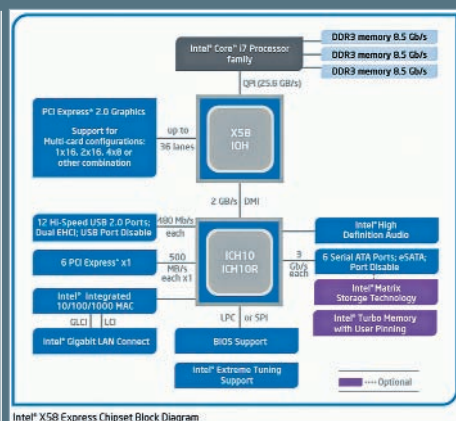 DDR3 memory 8.5 Gb/s
Intel® Core™ i7 Processor
family
DDR3 memory 8.5 Gb/s
DDR3 memory 8.5 Gb/s
QPI (25.6 GB/s)
PCI Express® 2.0 Graphics
Support for
Multi-card configurations:
1x16, 2x16, 4x8 or
other combination
up to
36 lanes
X58
IOH
2 GB/s
DMI
12 Hi-Speed USB 2.0 Ports;
Dual EHCI; USB Port Disable
480 Mb/s
each
Intel® High
Definition Audio
6 PCI Express® x1
500
MB/s
each x1
ICH10
ICH10R
3
Gb/s
each
6 Serial ATA Ports; eSATA;
Port Disable
Intel® Matrix
Storage Technology
Intel® Integrated
10/100/1000 MAC
GLCI
LCI
LPC
or SPI
Intel® Turbo Memory
with User Pinning
Intel® Gigabit LAN Connect
BIOS Support
Intel® Extreme Tuning
Support
Optional
Intel® X58 Express Chipset Block Diagram